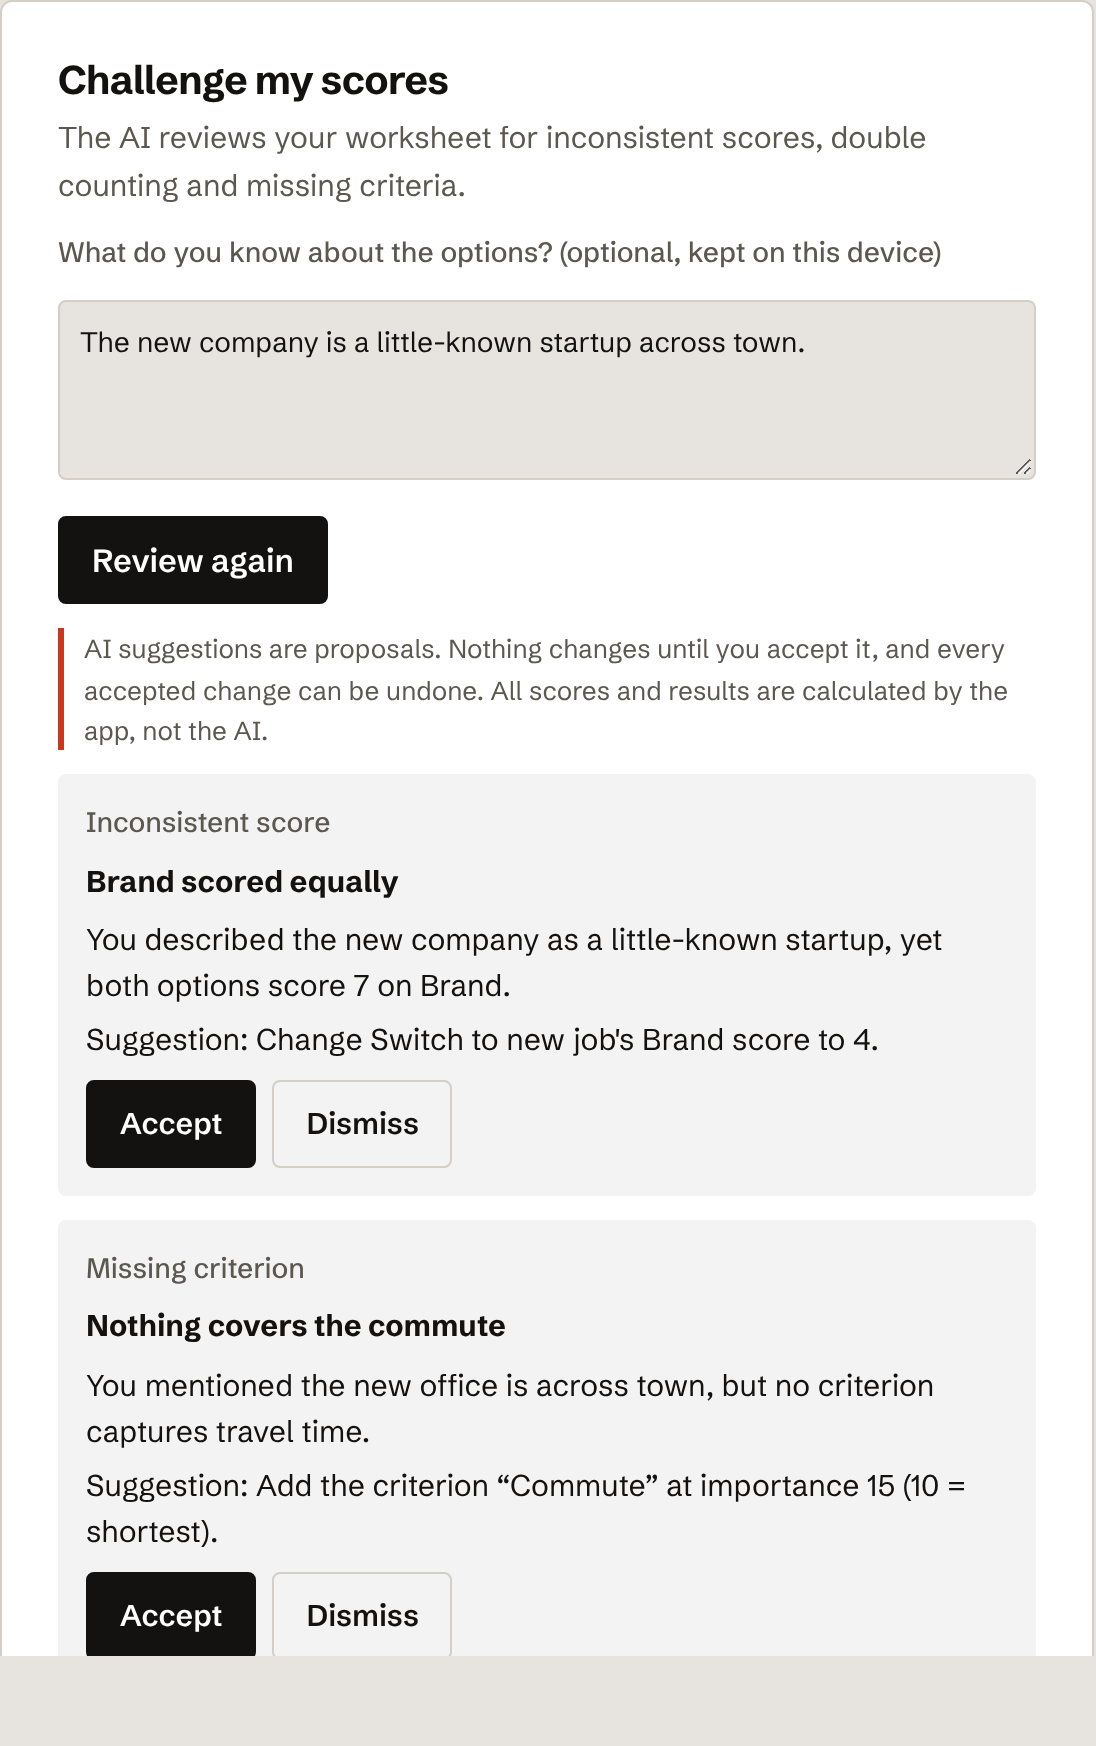 Challenge my scores
The AI reviews your worksheet for inconsistent scores, double
counting and missing criteria.
What do you know about the options? (optional, kept on this device)
The new company is a little-known startup across town.
Review again
AI suggestions are proposals. Nothing changes until you accept it, and every
accepted change can be undone. All scores and results are calculated by the
app, not the AI.
Inconsistent score
Brand scored equally
You described the new company as a little-known startup, yet
both options score 7 on Brand.
Suggestion: Change Switch to new job's Brand score to 4.
Accept Dismiss
Missing criterion
Nothing covers the commute
You mentioned the new office is across town, but no criterion
captures travel time.
Suggestion: Add the criterion “Commute” at importance 15 (10 =
shortest).
Accept Dismiss